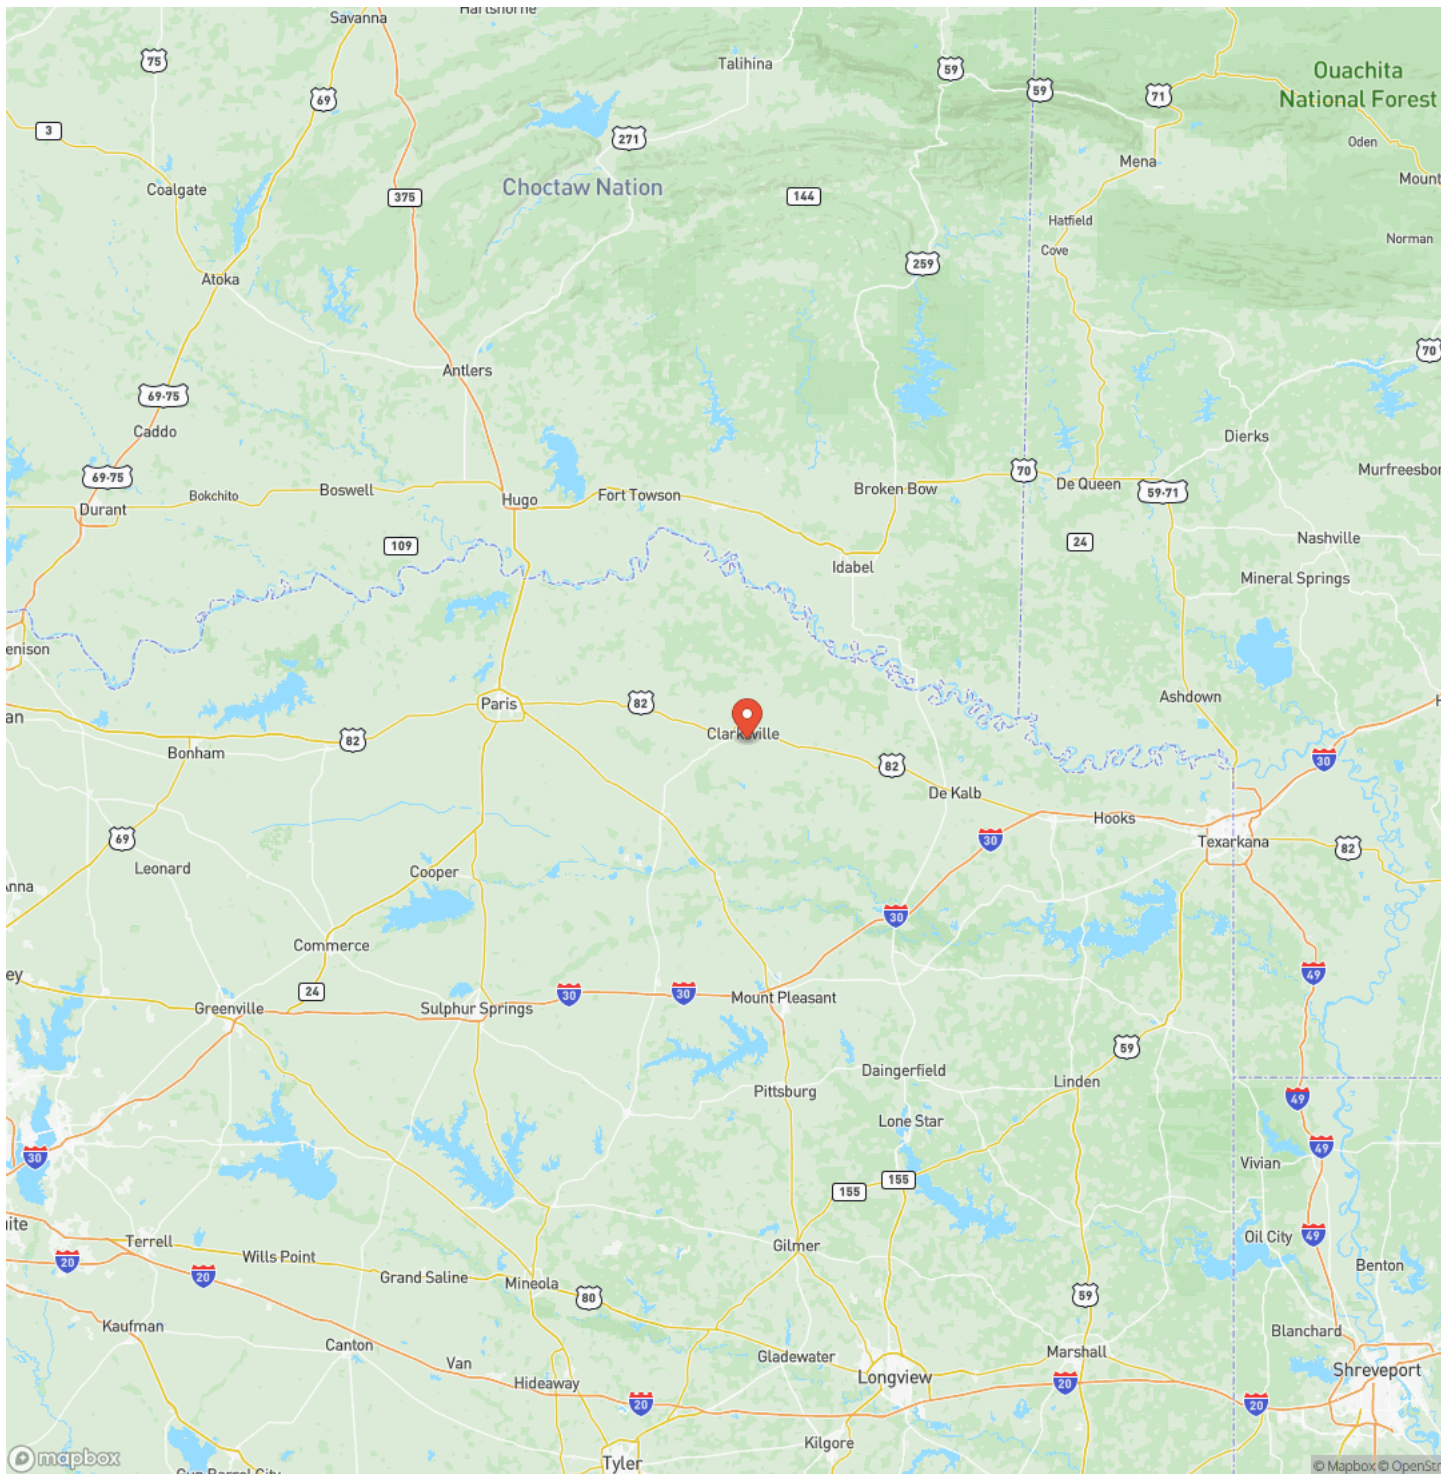 Hartshorne
Savanna
75
Talihina
59
59
71
Ouachita
National Forest
69
3
271
Oden
Mena
Mount
Coalgate
375
Choctaw Nation
144
Hatfield
Norman
Cove
259
Atoka
70
Antlers
69-75
Caddo
Dierks
Murfreesbor
69-75
70
De Queen
59-71
Bokchito
Boswell
Hugo
Fort Towson
Broken Bow
Durant
109
24
Nashville
Idabel
Mineral Springs
enison
Ashdown
Paris
82
an
H
Clarksville
82
Bonham
82
30
De Kalb
Hooks
69
30
Texarkana
82
Leonard
Cooper
Anna
30
Commerce
ey
24
30
30
49
Greenville
Sulphur Springs
Mount Pleasant
59
Daingerfield
Linden
Pittsburg
49
Lone Star
30
49
Vivian
155
155
uite
Terrell
Wills Point
Gilmer
Oil City
49
20
20
Grand Saline
Mineola
80
59
Benton
Kaufman
Canton
Blanchard
Van
Gladewater
Marshall
Longview
Shreveport
Hideaway
20
20
20
Kilgore
Tyler
Gun Barrel City
mapbox
© Mapbox © OpenStr